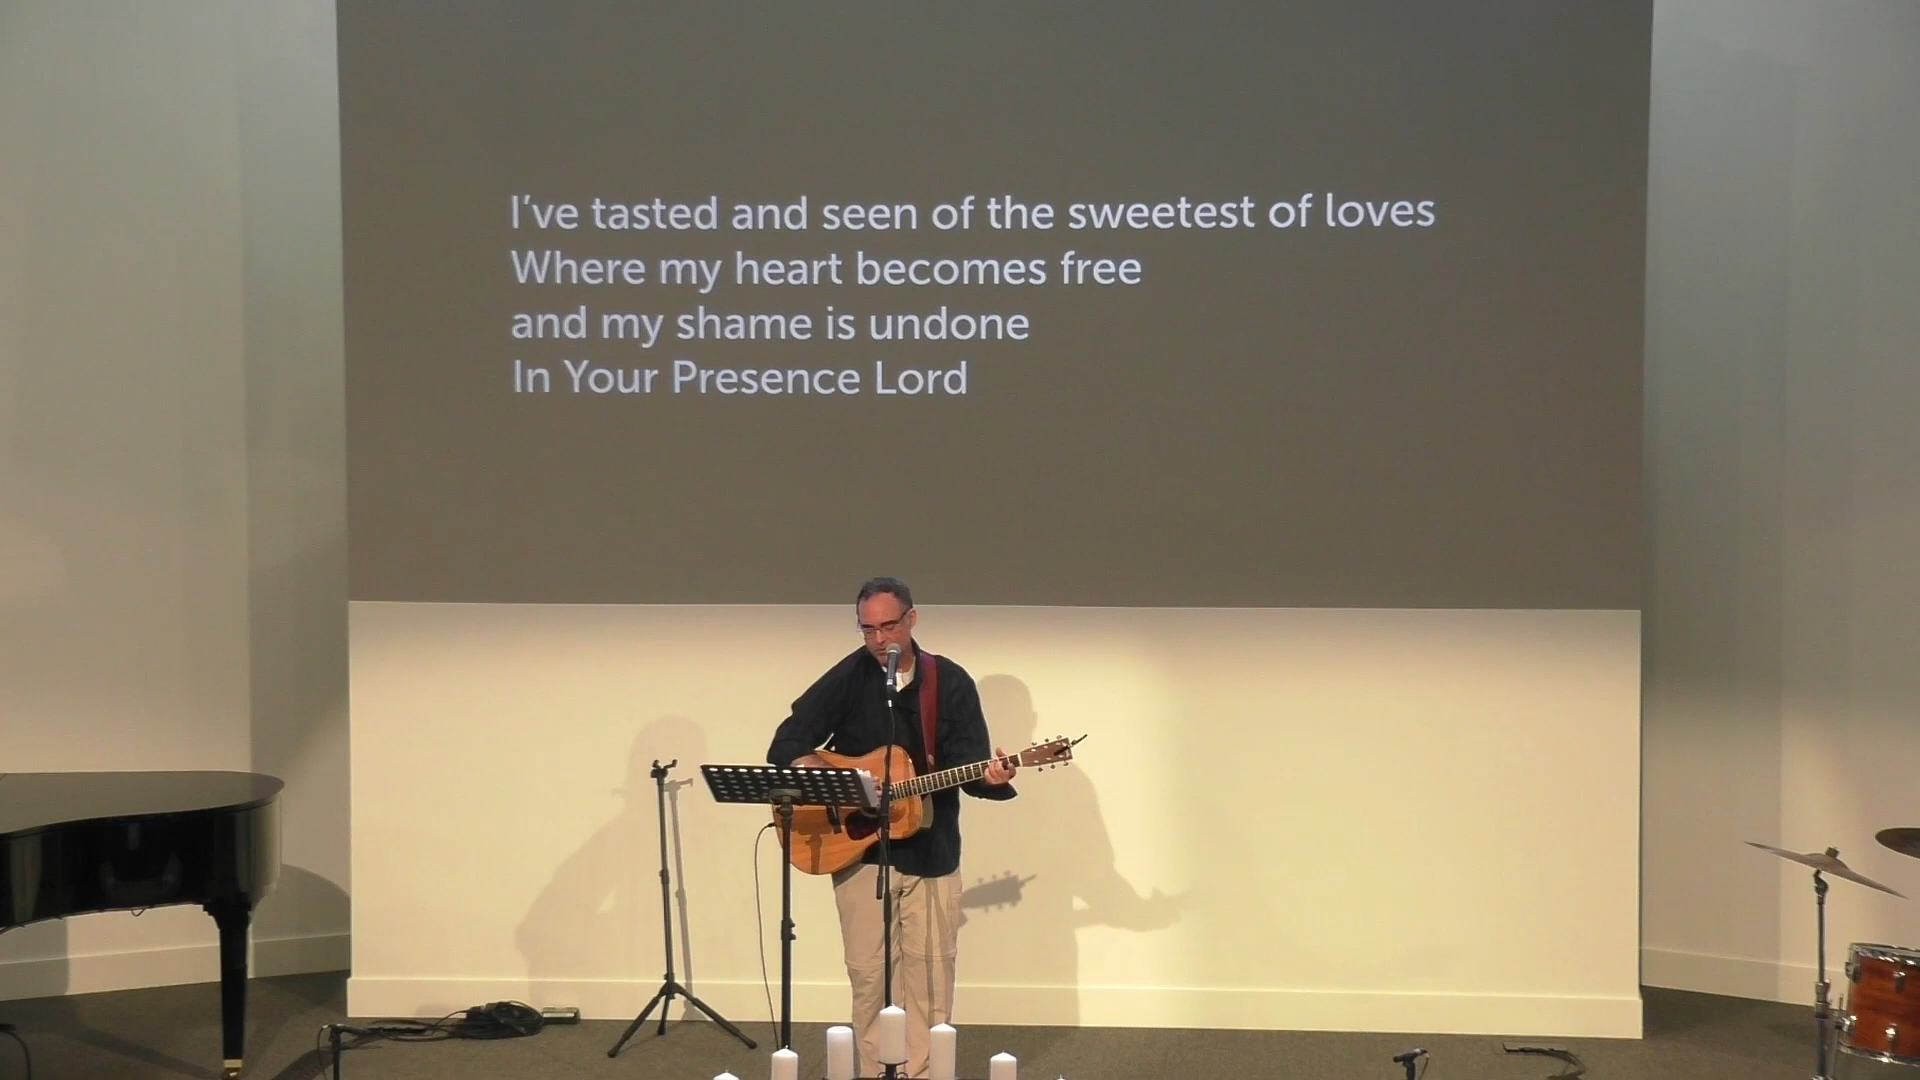 I've tasted and seen of the sweetest of loves
Where my heart becomes free
and my shame is undone
In Your Presence Lord